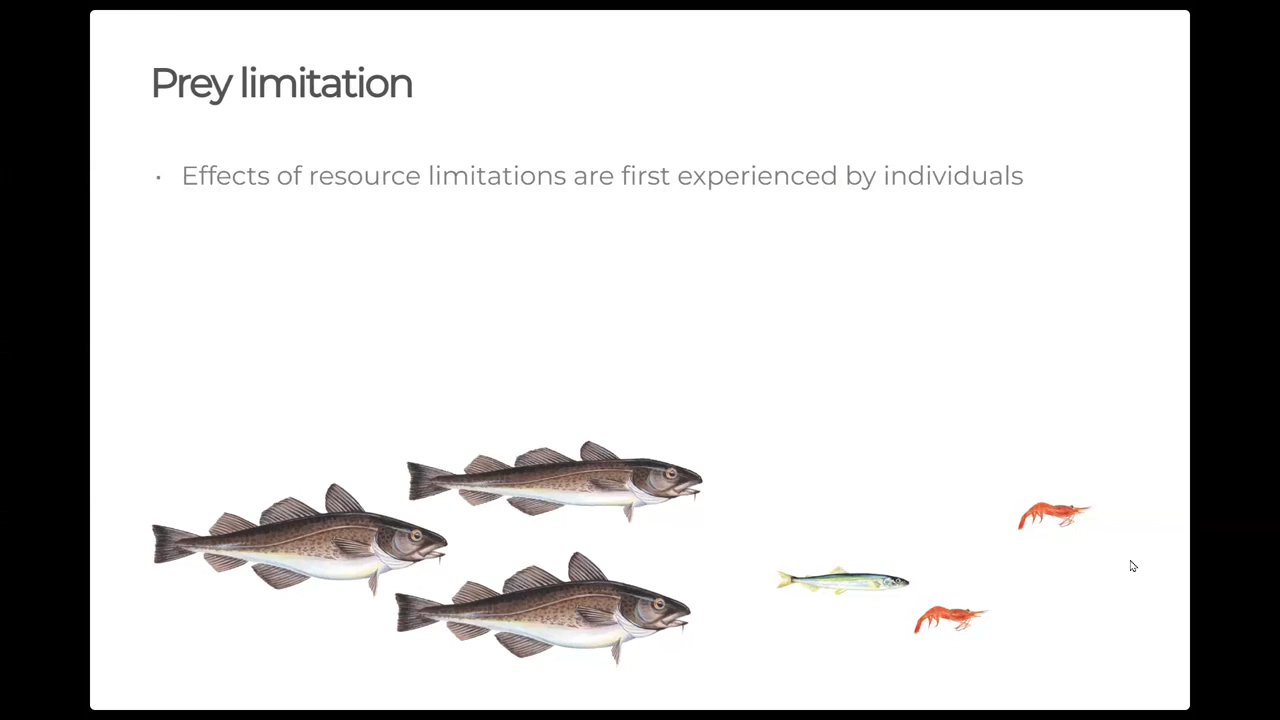 Prey limitation
• Effects of resource limitations are first experienced by individuals